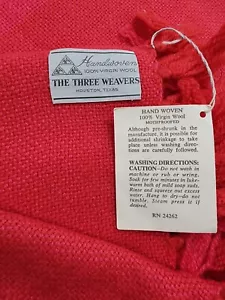 Handwoven
100% VIRGIN WOOL
THE THREE WEAVERS
HOUSTON, TEXAS
HAND WOVEN
100% Virgin Wool
MOTHPROOFED
Although pre-shrunk in the
manufacture, it is possible for
additional shrinkage to take
place unless washing directions
are carefully followed.
WASHING DIRECTIONS:
CAUTION—Do not wash in
machine or rub or wring.
Soak for few minutes in luke-
warm bath of mild soap suds.
Rinse and squeeze out excess
water. Hang to dry—do not
tumble. Steam press if
desired.
RN 24262